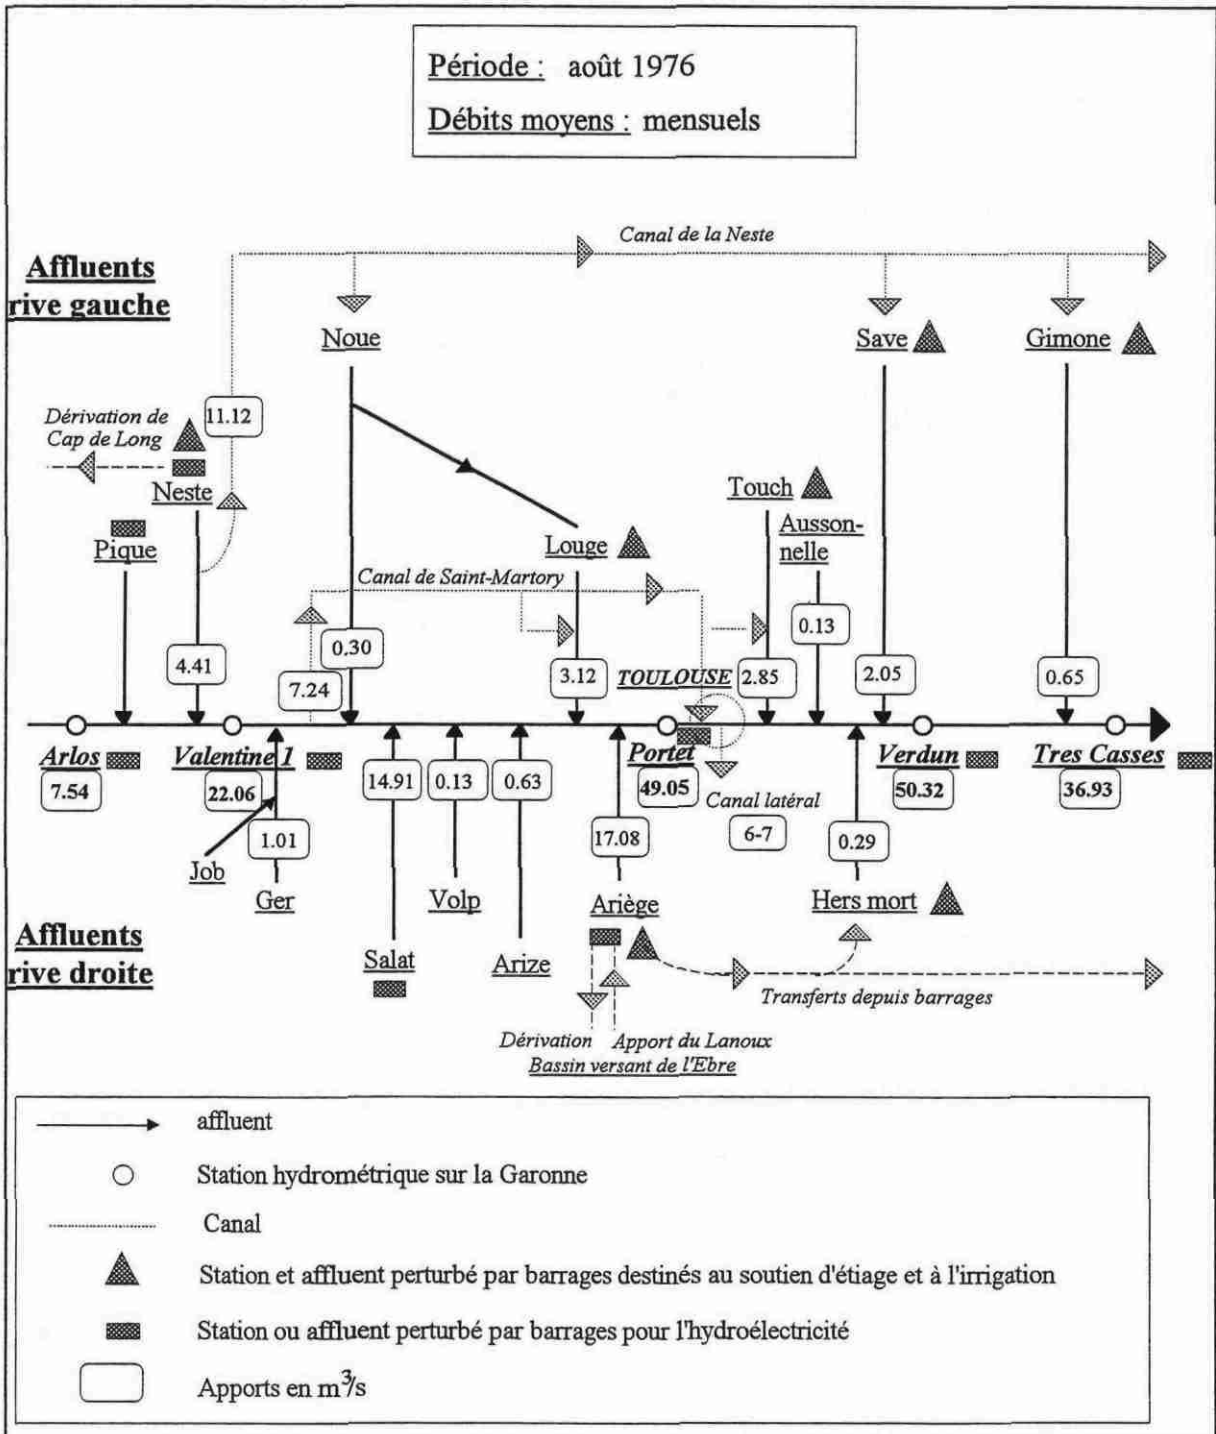 Période : août 1976
Débits moyens : mensuels
Canal de la Neste
Affluents
rive gauche
Noue
Save
Gimone
Dérivation de
Cap de Long
11.12
Neste
Touch
Pique
Louge
Ausson-
nelle
Canal de Saint-Martory
4.41
7.24
0.30
3.12
TOULOUSE
2.85
0.13
2.05
0.65
Arlos
7.54
Valentine 1
22.06
14.91
0.13
0.63
17.08
Portet
49.05
Canal latéral
6-7
0.29
Verdun
50.32
Tres Casses
36.93
Job
1.01
Ger
Volp
Ariège
Hers mort
Affluents
rive droite
Salat
Arize
Transferts depuis barrages
Dérivation Apport du Lanoux
Bassin versant de l'Ebre
affluent
Station hydrométrique sur la Garonne
Canal
Station et affluent perturbé par barrages destinés au soutien d'étiage et à l'irrigation
Station ou affluent perturbé par barrages pour l'hydroélectricité
Apports en m³/s